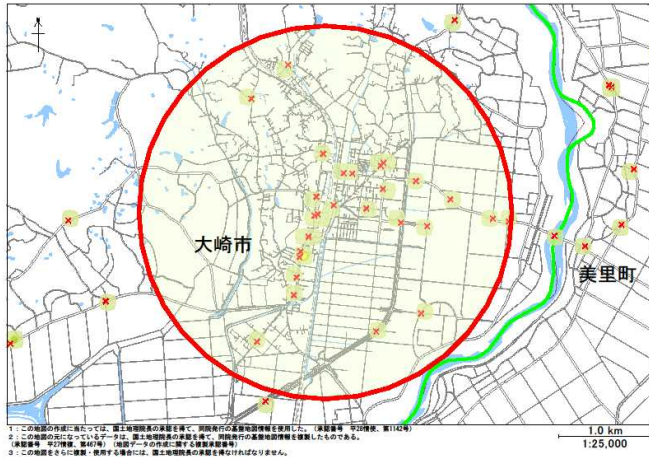 大崎市
美里町
1：この地図の作成に当たっては、国土地理院長の承認を得て、同院発行の基盤地図情報を使用した。（承認番号　平28情使、第1142号）
2：この地図の元になっているデータは、国土地理院長の承認を得て、同院発行の基盤地図情報を複製したものである。
（承認番号　平27情複、第467号）（地図データの作成に関する複製承認番号）
3：この地図をさらに複製・使用する場合には、国土地理院長の承認を得なければなりません。
1.0 km
1:25,000